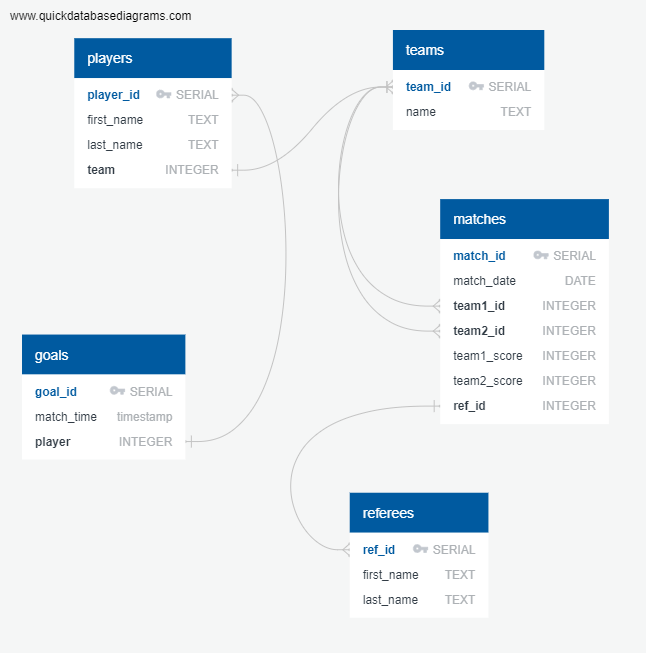 www.quickdatabasediagrams.com
players
player_id SERIAL
first_name TEXT
last_name TEXT
team INTEGER
teams
team_id SERIAL
name TEXT
matches
match_id SERIAL
match_date DATE
team1_id INTEGER
team2_id INTEGER
team1_score INTEGER
team2_score INTEGER
ref_id INTEGER
goals
goal_id SERIAL
match_time timestamp
player INTEGER
referees
ref_id SERIAL
first_name TEXT
last_name TEXT